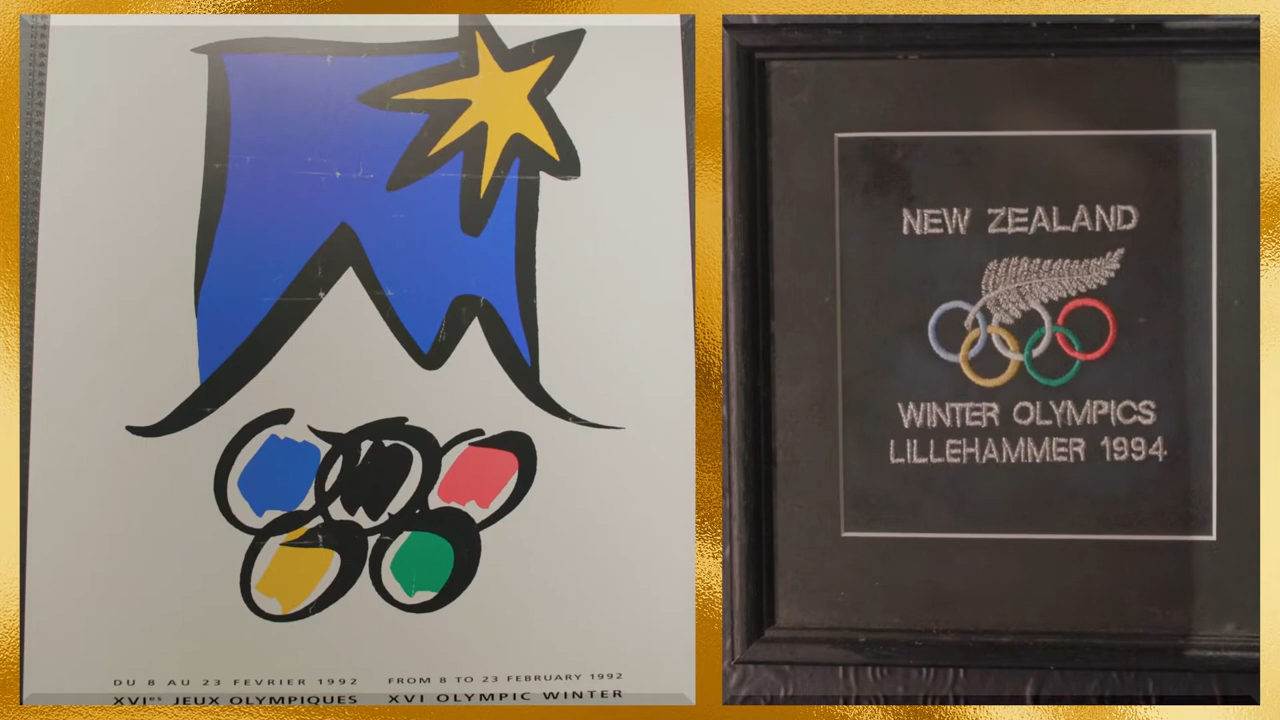 DU 8 AU 23 FEVRIER 1992
XVIes JEUX OLYMPIQUES
FROM 8 TO 23 FEBRUARY 1992
XVI OLYMPIC WINTER
NEW ZEALAND
WINTER OLYMPICS
LILLEHAMMER 1994